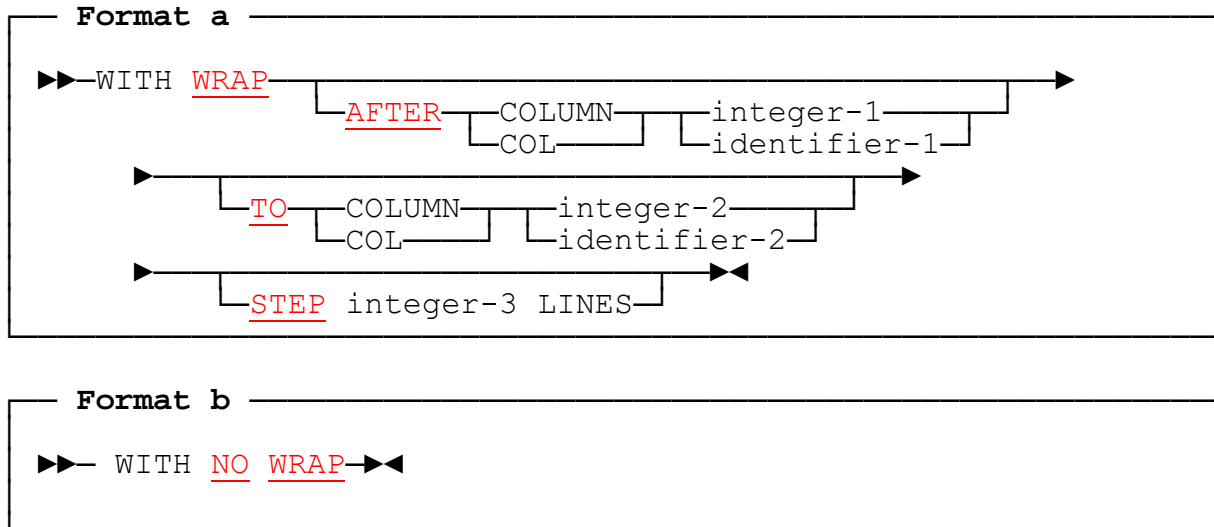 Format a
WITH WRAP
AFTER COLUMN integer-1
COL identifier-1
TO COLUMN integer-2
COL identifier-2
STEP integer-3 LINES
Format b
WITH NO WRAP